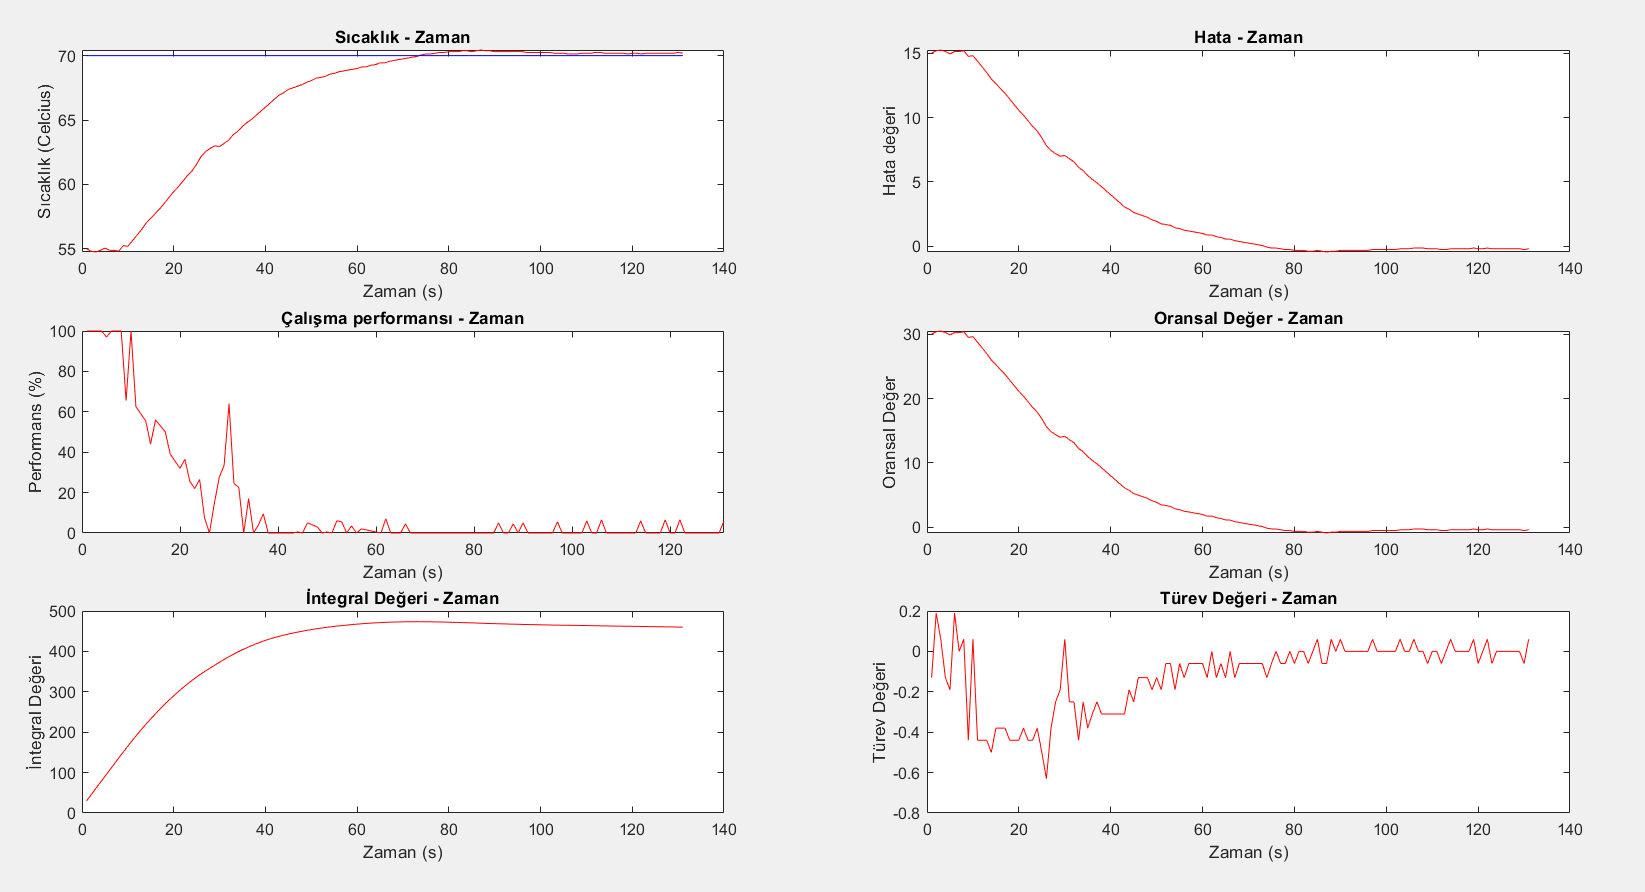 Sıcaklık - Zaman
Sıcaklık (Celcius)
70
65
60
55
0 20 40 60 80 100 120 140
Zaman (s)
Hata - Zaman
Hata değeri
15
10
5
0
0 20 40 60 80 100 120 140
Zaman (s)
Çalışma performansı - Zaman
Performans (%)
100
80
60
40
20
0
0 20 40 60 80 100 120
Zaman (s)
Oransal Değer - Zaman
Oransal Değer
30
20
10
0
0 20 40 60 80 100 120 140
Zaman (s)
İntegral Değeri - Zaman
İntegral Değeri
500
400
300
200
100
0
0 20 40 60 80 100 120 140
Zaman (s)
Türev Değeri - Zaman
Türev Değeri
0.2
0
-0.2
-0.4
-0.6
-0.8
0 20 40 60 80 100 120 140
Zaman (s)